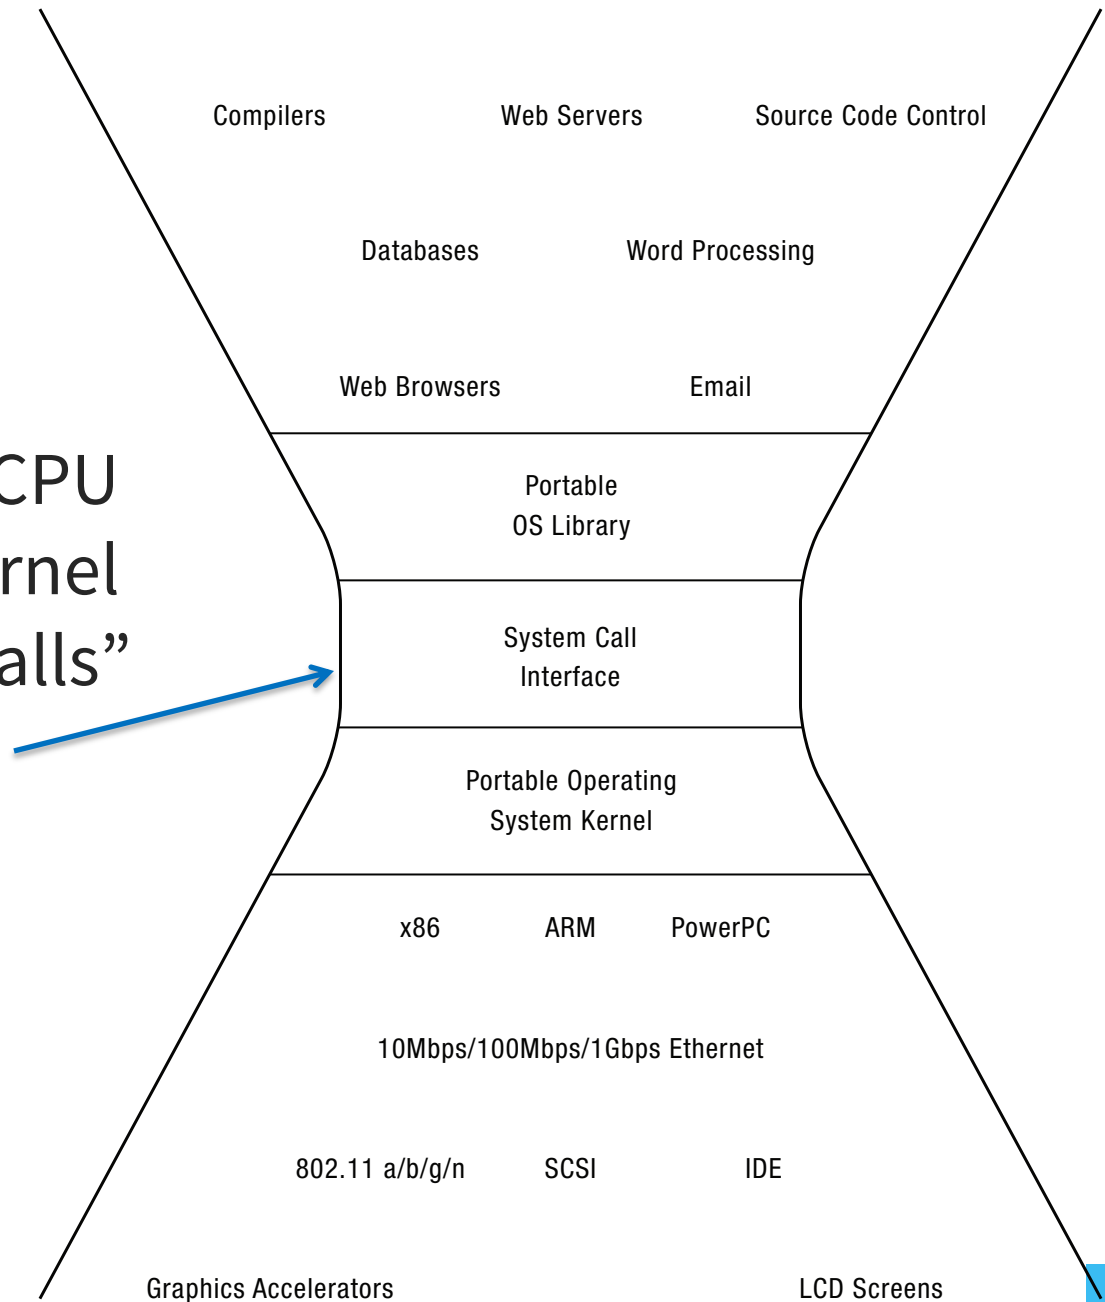 Compilers Web Servers Source Code Control
Databases Word Processing
Web Browsers Email
CPU
rnel
alls”
Portable
OS Library
System Call
Interface
Portable Operating
System Kernel
x86 ARM PowerPC
10Mbps/100Mbps/1Gbps Ethernet
802.11 a/b/g/n SCSI IDE
Graphics Accelerators LCD Screens